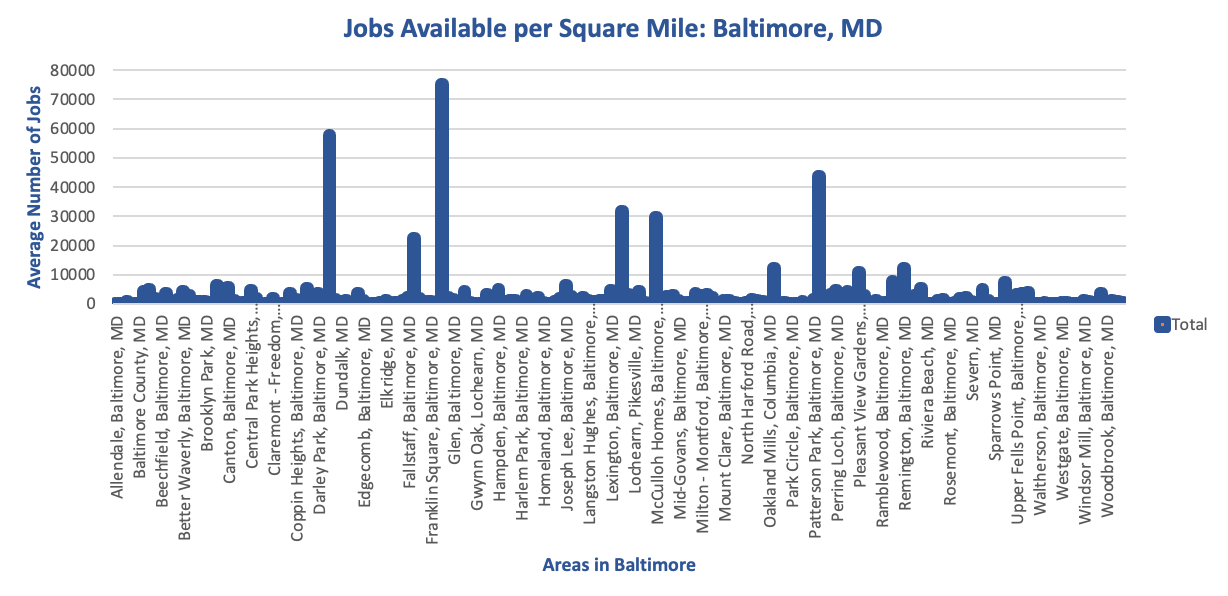 Jobs Available per Square Mile: Baltimore, MD
Average Number of Jobs
80000
70000
60000
50000
40000
30000
20000
10000
0
Allendale, Baltimore, MD
Baltimore County, MD
Beechfield, Baltimore, MD
Better Waverly, Baltimore, MD
Brooklyn Park, MD
Canton, Baltimore, MD
Central Park Heights,…
Claremont - Freedom,…
Coppin Heights, Baltimore, MD
Darley Park, Baltimore, MD
Dundalk, MD
Edgecomb, Baltimore, MD
Elkridge, MD
Fallstaff, Baltimore, MD
Franklin Square, Baltimore, MD
Glen, Baltimore, MD
Gwynn Oak, Lochearn, MD
Hampden, Baltimore, MD
Harlem Park, Baltimore, MD
Homeland, Baltimore, MD
Joseph Lee, Baltimore, MD
Langston Hughes, Baltimore,…
Lexington, Baltimore, MD
Lochearn, Pikesville, MD
McCulloh Homes, Baltimore,…
Mid-Govans, Baltimore, MD
Milton - Montford, Baltimore,…
Mount Clare, Baltimore, MD
North Harford Road,…
Oakland Mills, Columbia, MD
Park Circle, Baltimore, MD
Patterson Park, Baltimore, MD
Perring Loch, Baltimore, MD
Pleasant View Gardens,…
Ramblewood, Baltimore, MD
Remington, Baltimore, MD
Riviera Beach, MD
Rosemont, Baltimore, MD
Severn, MD
Sparrows Point, MD
Upper Fells Point, Baltimore,…
Waltherson, Baltimore, MD
Westgate, Baltimore, MD
Windsor Mill, Baltimore, MD
Woodbrook, Baltimore, MD
Total
Areas in Baltimore